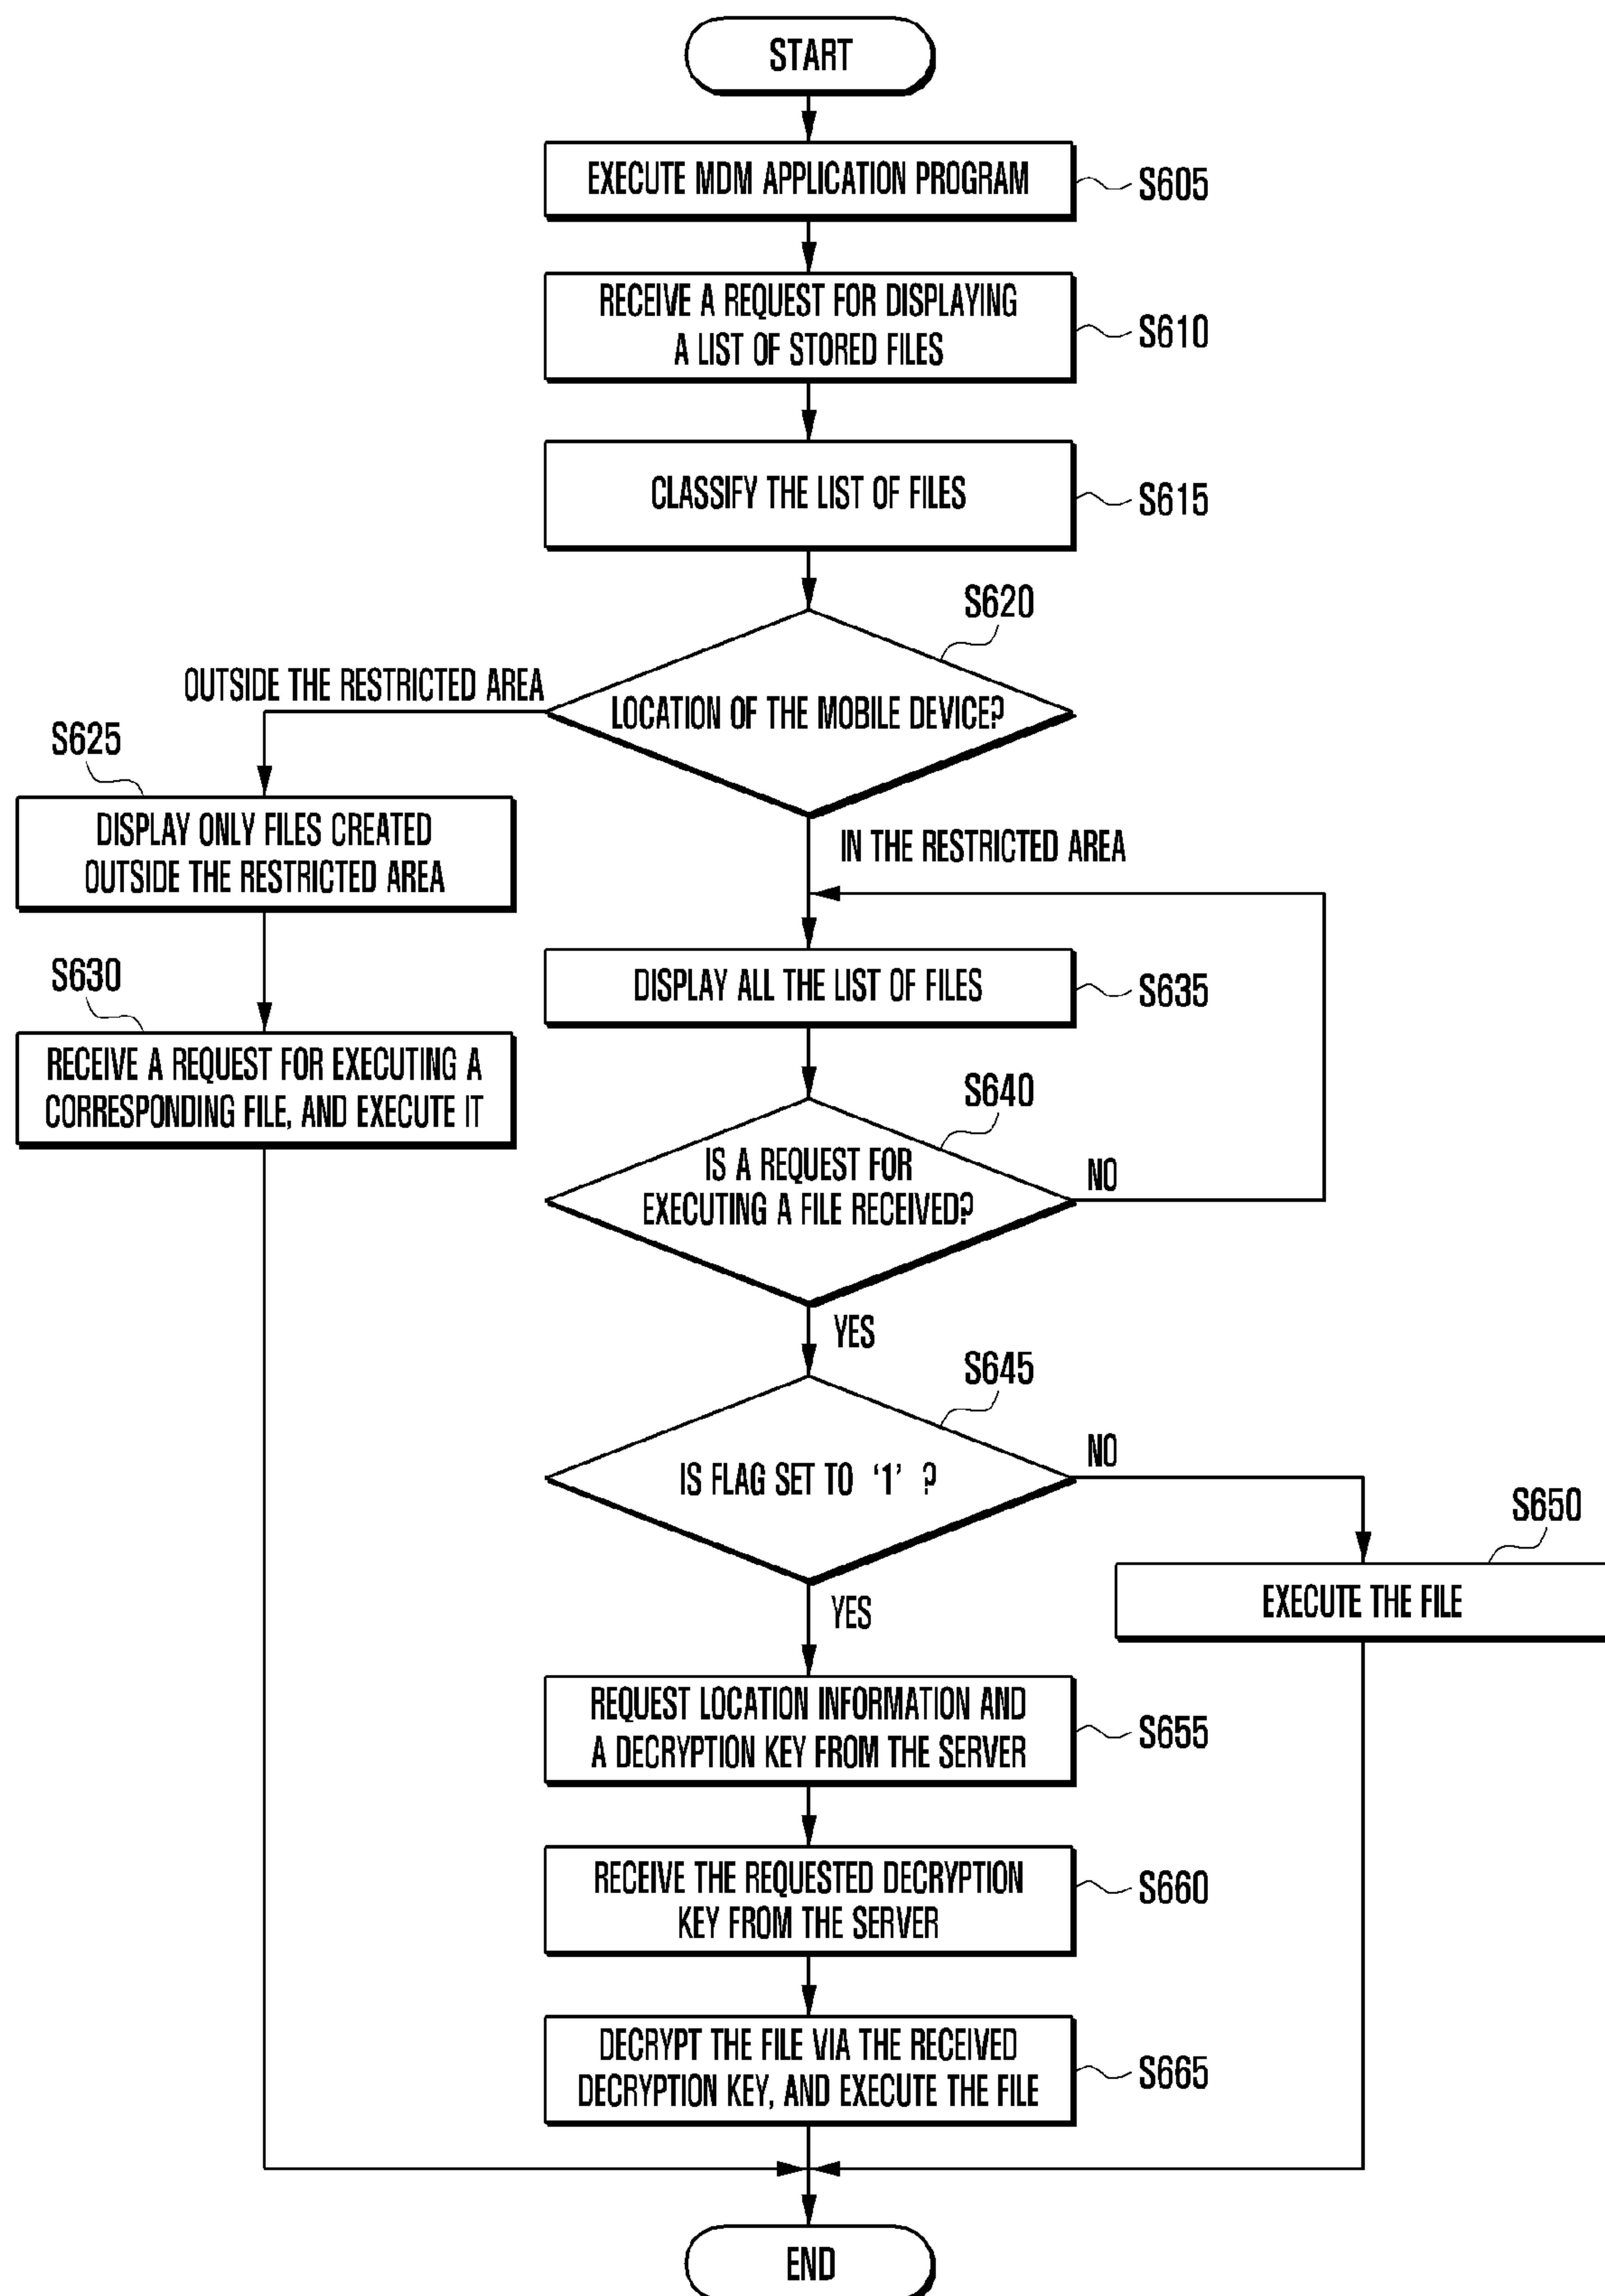 START
EXECUTE MDM APPLICATION PROGRAM
S605
RECEIVE A REQUEST FOR DISPLAYING
A LIST OF STORED FILES
S610
CLASSIFY THE LIST OF FILES
S615
S620
LOCATION OF THE MOBILE DEVICE?
OUTSIDE THE RESTRICTED AREA
S625
DISPLAY ONLY FILES CREATED
OUTSIDE THE RESTRICTED AREA
S630
RECEIVE A REQUEST FOR EXECUTING A
CORRESPONDING FILE, AND EXECUTE IT
IN THE RESTRICTED AREA
DISPLAY ALL THE LIST OF FILES
S635
S640
IS A REQUEST FOR
EXECUTING A FILE RECEIVED?
NO
YES
S645
IS FLAG SET TO ‘1’ ?
NO
S650
EXECUTE THE FILE
YES
REQUEST LOCATION INFORMATION AND
A DECRYPTION KEY FROM THE SERVER
S655
RECEIVE THE REQUESTED DECRYPTION
KEY FROM THE SERVER
S660
DECRYPT THE FILE VIA THE RECEIVED
DECRYPTION KEY, AND EXECUTE THE FILE
S665
END